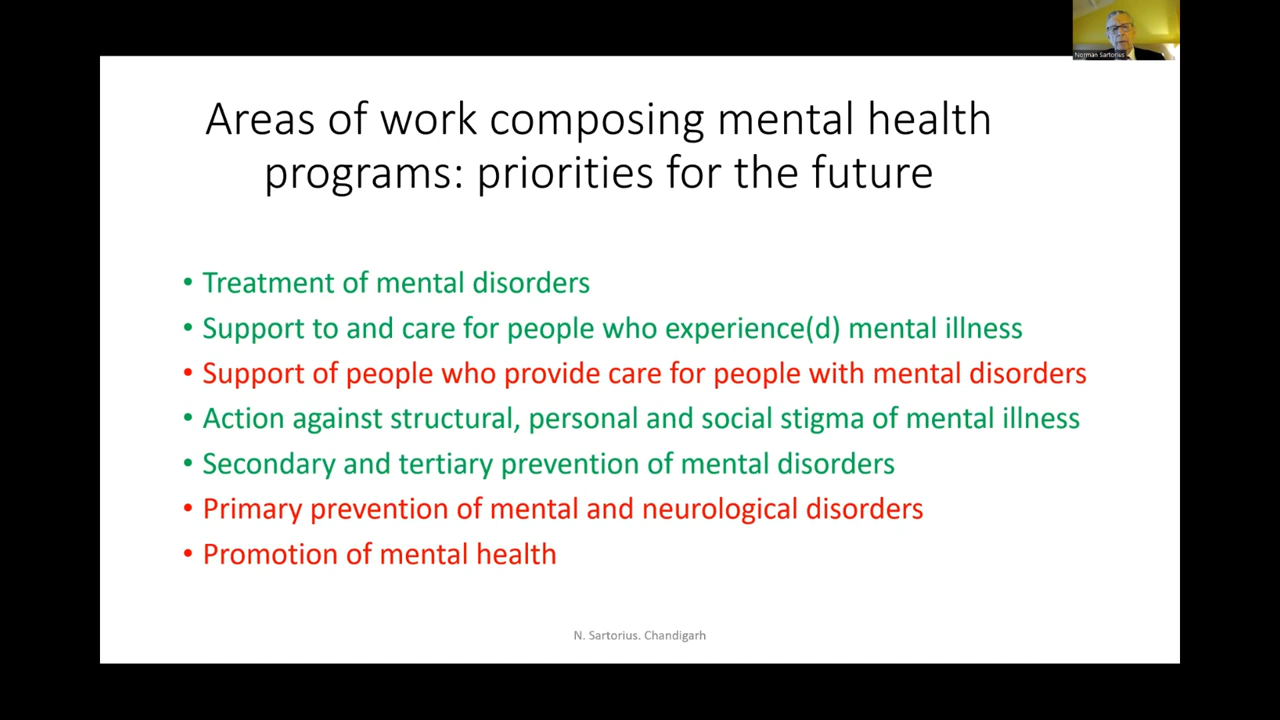 Norman Sartorius
Areas of work composing mental health
programs: priorities for the future
• Treatment of mental disorders
• Support to and care for people who experience(d) mental illness
• Support of people who provide care for people with mental disorders
• Action against structural, personal and social stigma of mental illness
• Secondary and tertiary prevention of mental disorders
• Primary prevention of mental and neurological disorders
• Promotion of mental health
N. Sartorius. Chandigarh